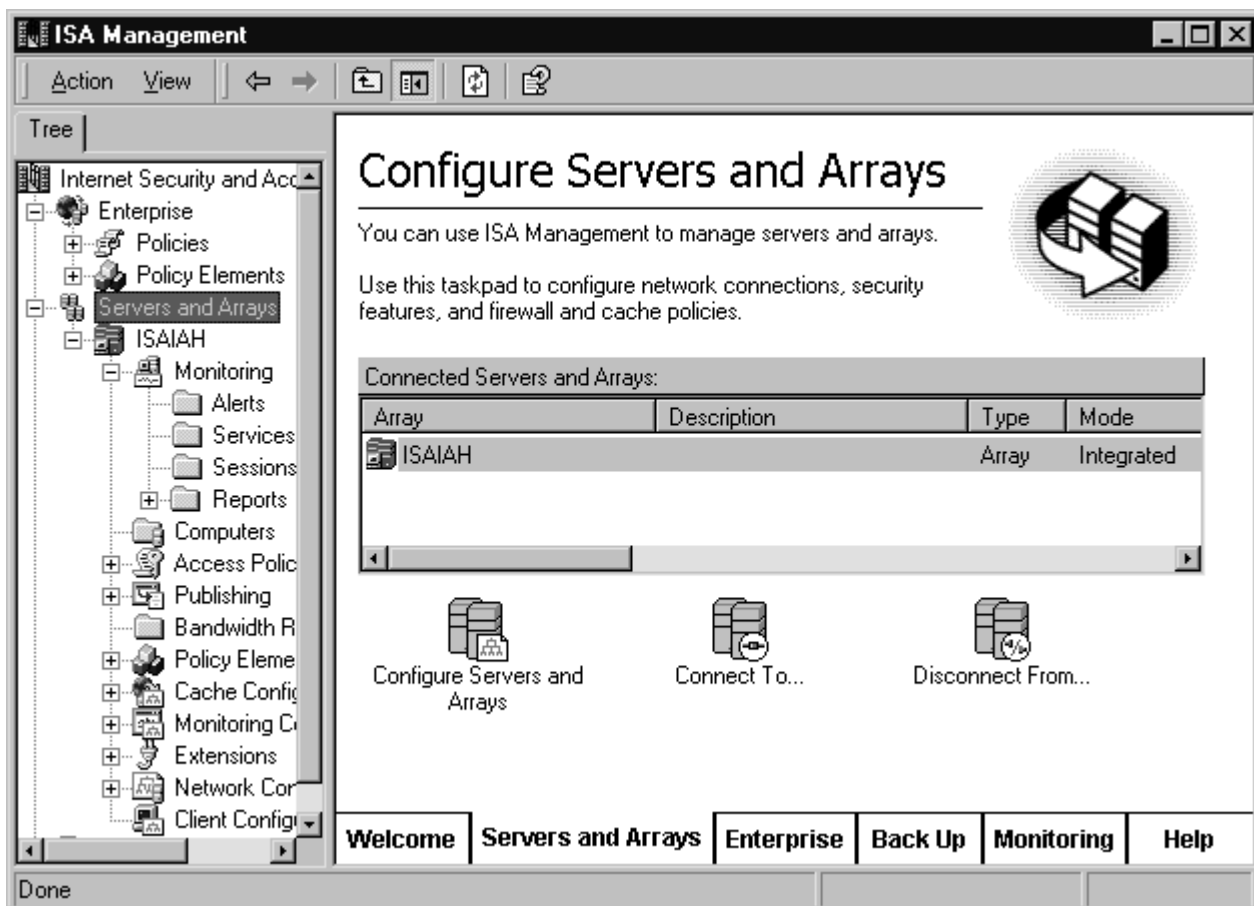 ISA Management
Action View
Tree
Internet Security and Acc
Enterprise
Policies
Policy Elements
Servers and Arrays
ISAIAH
Monitoring
Alerts
Services
Sessions
Reports
Computers
Access Polic
Publishing
Bandwidth R
Policy Eleme
Cache Config
Monitoring Co
Extensions
Network Con
Client Configu
Configure Servers and Arrays
You can use ISA Management to manage servers and arrays.
Use this taskpad to configure network connections, security
features, and firewall and cache policies.
Connected Servers and Arrays:
Array Description Type Mode
ISAIAH Array Integrated
Configure Servers and
Arrays
Connect To...
Disconnect From...
Welcome Servers and Arrays Enterprise Back Up Monitoring Help
Done